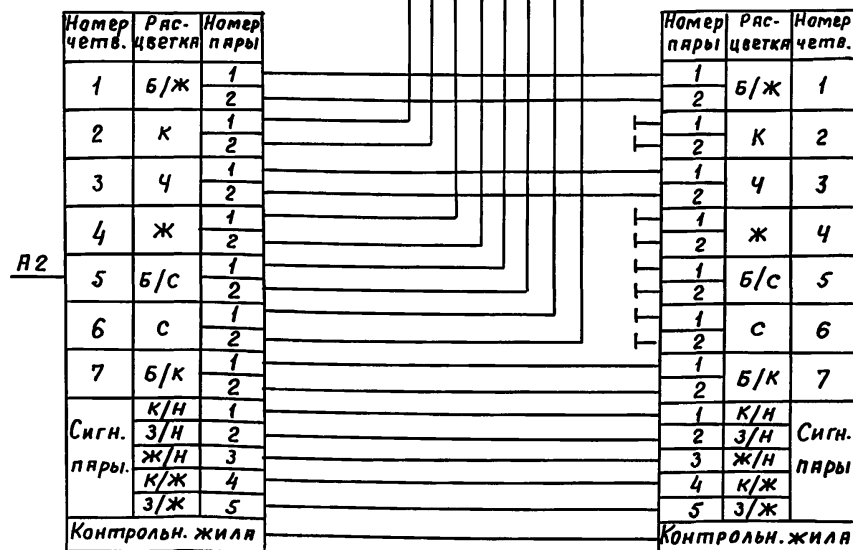 Номер четв. Рас-цветка Номер пары
1 Б/Ж 1 2
2 К 1 2
3 Ч 1 2
4 Ж 1 2
А2
5 Б/С 1 2
6 С 1 2
7 Б/К 1 2
Сигн. пары.
К/Н 1
З/Н 2
Ж/Н 3
К/Ж 4
З/Ж 5
Контрольн. жила
Номер пары Рас-цветка Номер четв.
1 2 Б/Ж 1
1 2 К 2
1 2 Ч 3
1 2 Ж 4
1 2 Б/С 5
1 2 С 6
1 2 Б/К 7
1 К/Н
2 З/Н
3 Ж/Н
4 К/Ж
5 З/Ж
Сигн. пары
Контрольн. жила